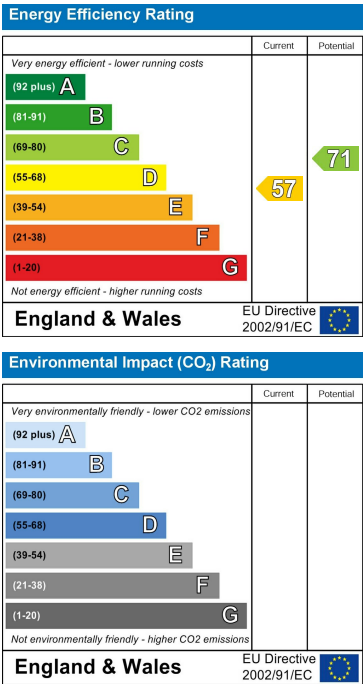 Energy Efficiency Rating
Current Potential
Very energy efficient - lower running costs
(92 plus) A
(81-91) B
(69-80) C
(55-68) D
(39-54) E
(21-38) F
(1-20) G
57
71
Not energy efficient - higher running costs
England & Wales
EU Directive
2002/91/EC
Environmental Impact (CO₂) Rating
Current Potential
Very environmentally friendly - lower CO2 emissions
(92 plus) A
(81-91) B
(69-80) C
(55-68) D
(39-54) E
(21-38) F
(1-20) G
Not environmentally friendly - higher CO2 emissions
England & Wales
EU Directive
2002/91/EC